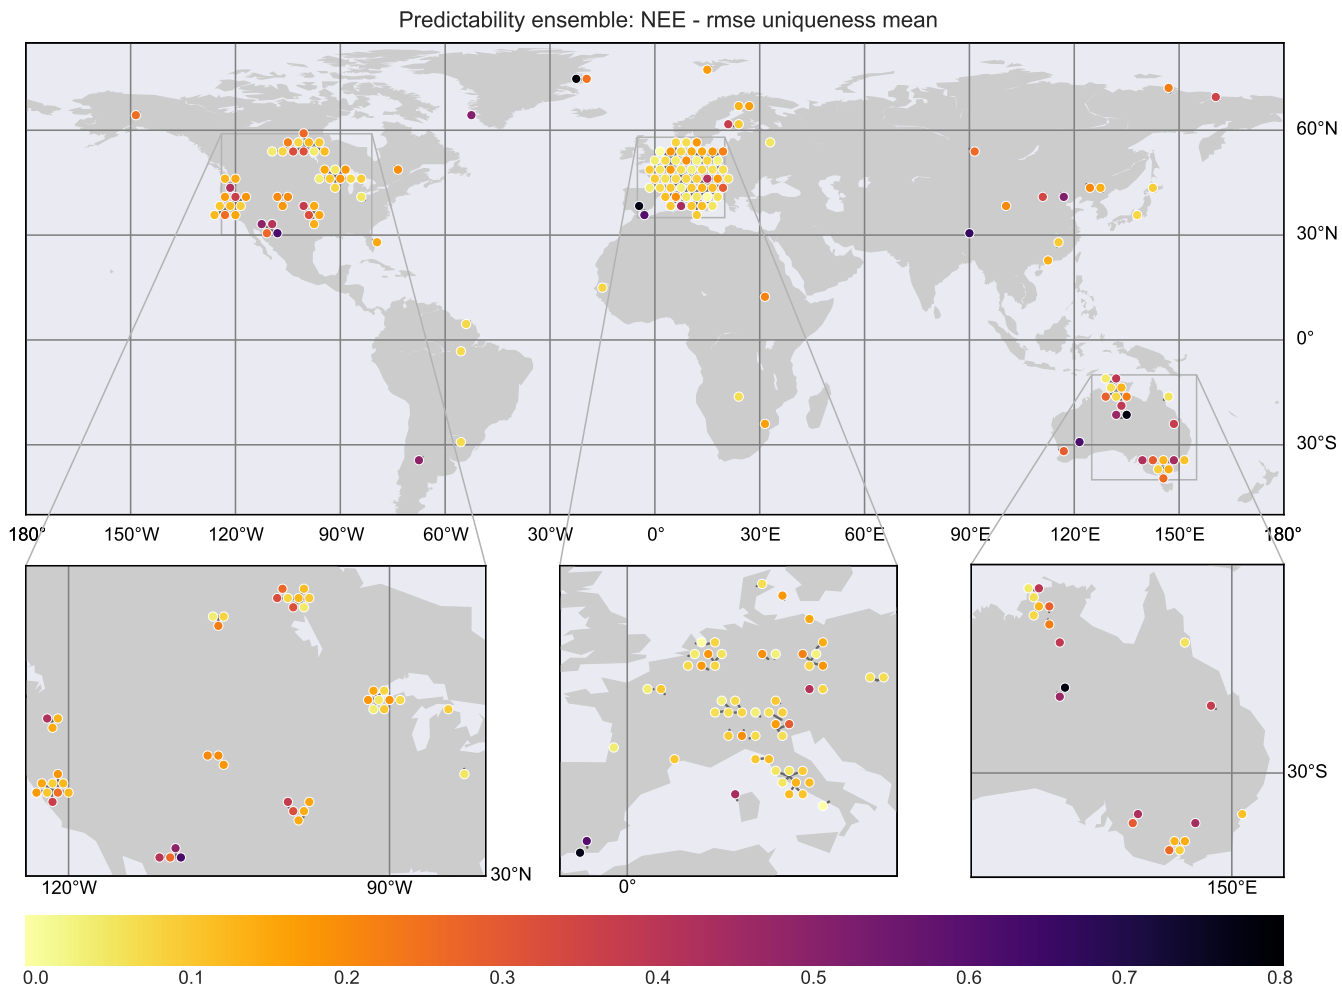 Predictability ensemble: NEE - rmse uniqueness mean
60°N
30°N
0°
30°S
180° 150°W 120°W 90°W 60°W 30°W 0° 30°E 60°E 90°E 120°E 150°E 180°
30°S
30°N
120°W 90°W 0° 150°E
0.0 0.1 0.2 0.3 0.4 0.5 0.6 0.7 0.8